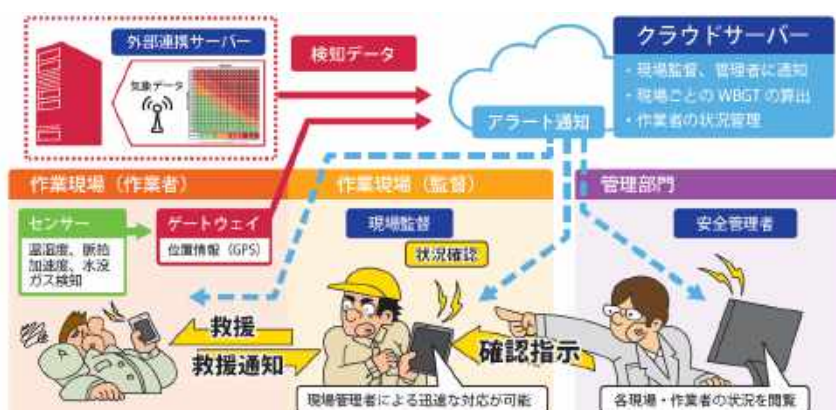 外部連携サーバー
気象データ
検知データ
クラウドサーバー
・現場監督、管理者に通知
・現場ごとの WBGT の算出
・作業者の状況管理
アラート通知
作業現場（作業者）
作業現場（監督）
管理部門
センサー
温湿度、脈拍
加速度、水没
ガス検知
ゲートウェイ
位置情報（GPS）
現場監督
状況確認
安全管理者
救援
救援通知
確認指示
現場管理者による迅速な対応が可能
各現場・作業者の状況を閲覧